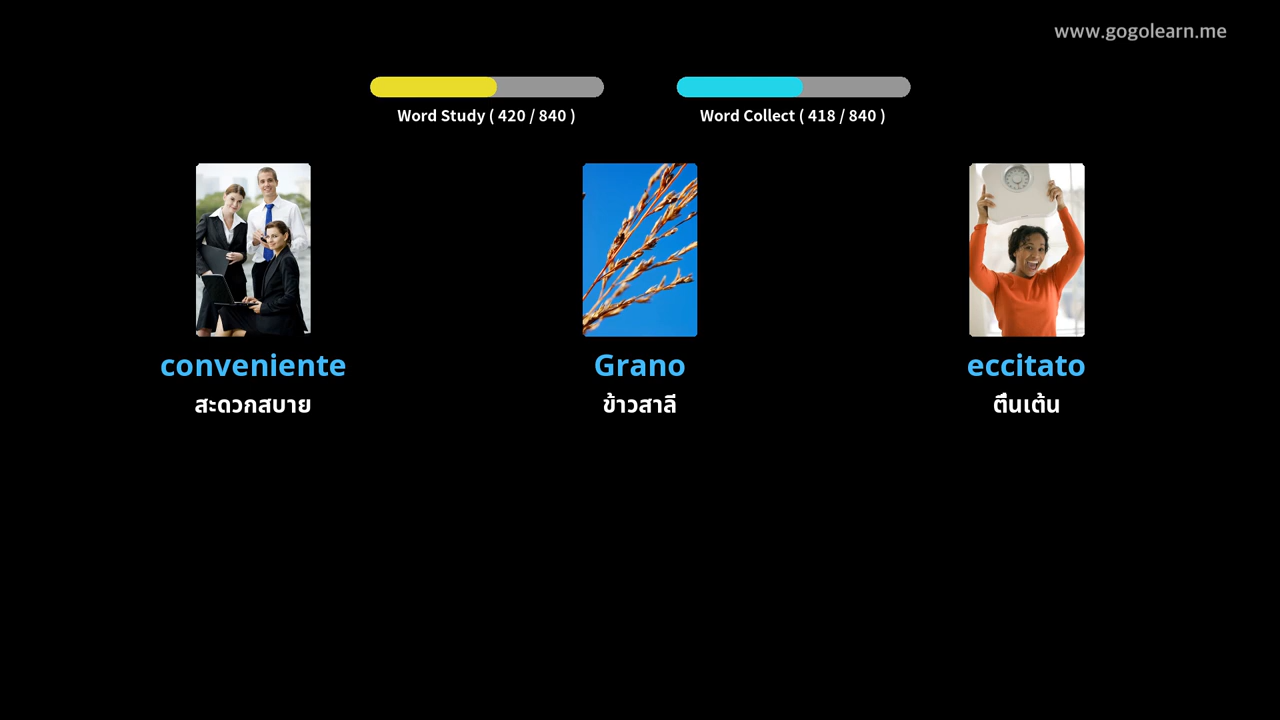 www.gogolearn.me
Word Study ( 420 / 840 )
Word Collect ( 418 / 840 )
conveniente
Grano
eccitato
สะดวกสบาย
ข้าวสาลี
ตื่นเต้น